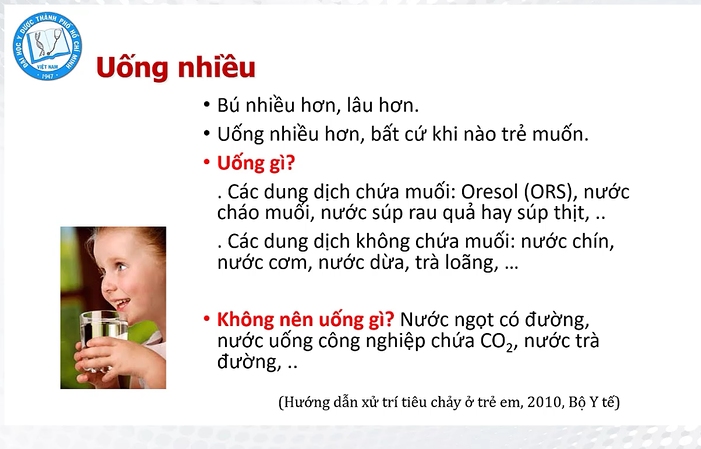 ĐẠI HỌC Y DƯỢC THÀNH PHỐ HỒ CHÍ MINH
VIỆT NAM
1947
Uống nhiều
• Bú nhiều hơn, lâu hơn.
• Uống nhiều hơn, bất cứ khi nào trẻ muốn.
• Uống gì?
. Các dung dịch chứa muối: Oresol (ORS), nước
cháo muối, nước súp rau quả hay súp thịt, ..
. Các dung dịch không chứa muối: nước chín,
nước cơm, nước dừa, trà loãng, …
• Không nên uống gì? Nước ngọt có đường,
nước uống công nghiệp chứa CO₂, nước trà
đường, ..
(Hướng dẫn xử trí tiêu chảy ở trẻ em, 2010, Bộ Y tế)